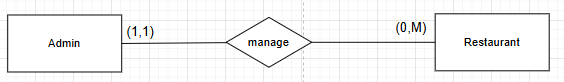 Admin
(1,1)
manage
(0,M)
Restaurant